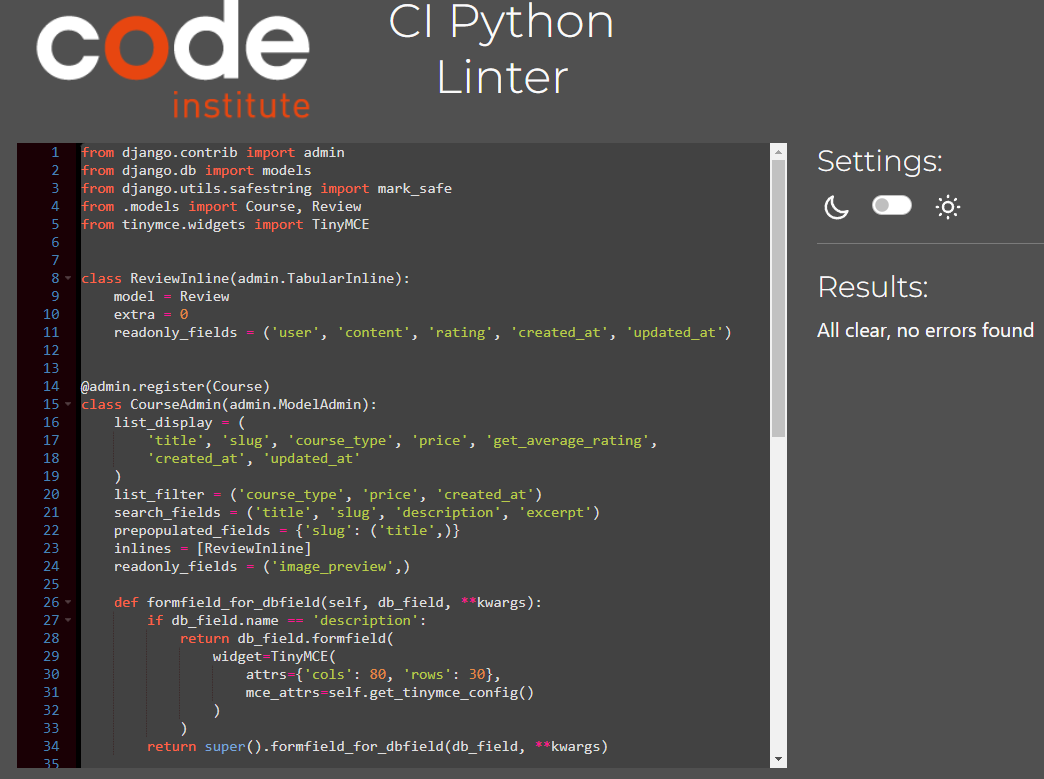 code
institute
CI Python
Linter
1 from django.contrib import admin
2 from django.db import models
3 from django.utils.safestring import mark_safe
4 from .models import Course, Review
5 from tinymce.widgets import TinyMCE
6
7
8 class ReviewInline(admin.TabularInline):
9     model = Review
10     extra = 0
11     readonly_fields = ('user', 'content', 'rating', 'created_at', 'updated_at')
12
13
14 @admin.register(Course)
15 class CourseAdmin(admin.ModelAdmin):
16     list_display = (
17         'title', 'slug', 'course_type', 'price', 'get_average_rating',
18         'created_at', 'updated_at'
19     )
20     list_filter = ('course_type', 'price', 'created_at')
21     search_fields = ('title', 'slug', 'description', 'excerpt')
22     prepopulated_fields = {'slug': ('title',)}
23     inlines = [ReviewInline]
24     readonly_fields = ('image_preview',)
25
26     def formfield_for_dbfield(self, db_field, **kwargs):
27         if db_field.name == 'description':
28             return db_field.formfield(
29                 widget=TinyMCE(
30                     attrs={'cols': 80, 'rows': 30},
31                     mce_attrs=self.get_tinymce_config()
32                 )
33             )
34         return super().formfield_for_dbfield(db_field, **kwargs)
35
Settings:
Results:
All clear, no errors found